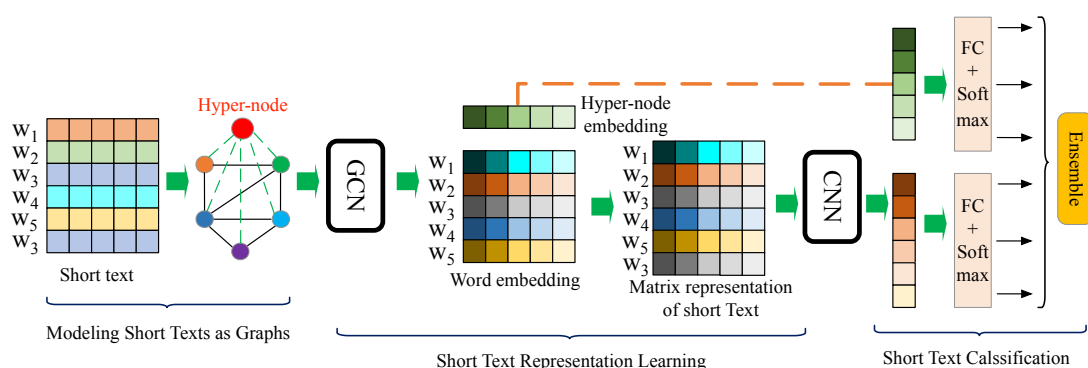 Hyper-node
W1
W2
W3
W4
W5
W3
Short text
Modeling Short Texts as Graphs
GCN
Hyper-node
embedding
W1
W2
W3
W4
W5
Word embedding
W1
W2
W3
W4
W5
W3
Matrix representation
of short Text
CNN
Short Text Representation Learning
FC
+
Soft
max
FC
+
Soft
max
Ensemble
Short Text Calssification